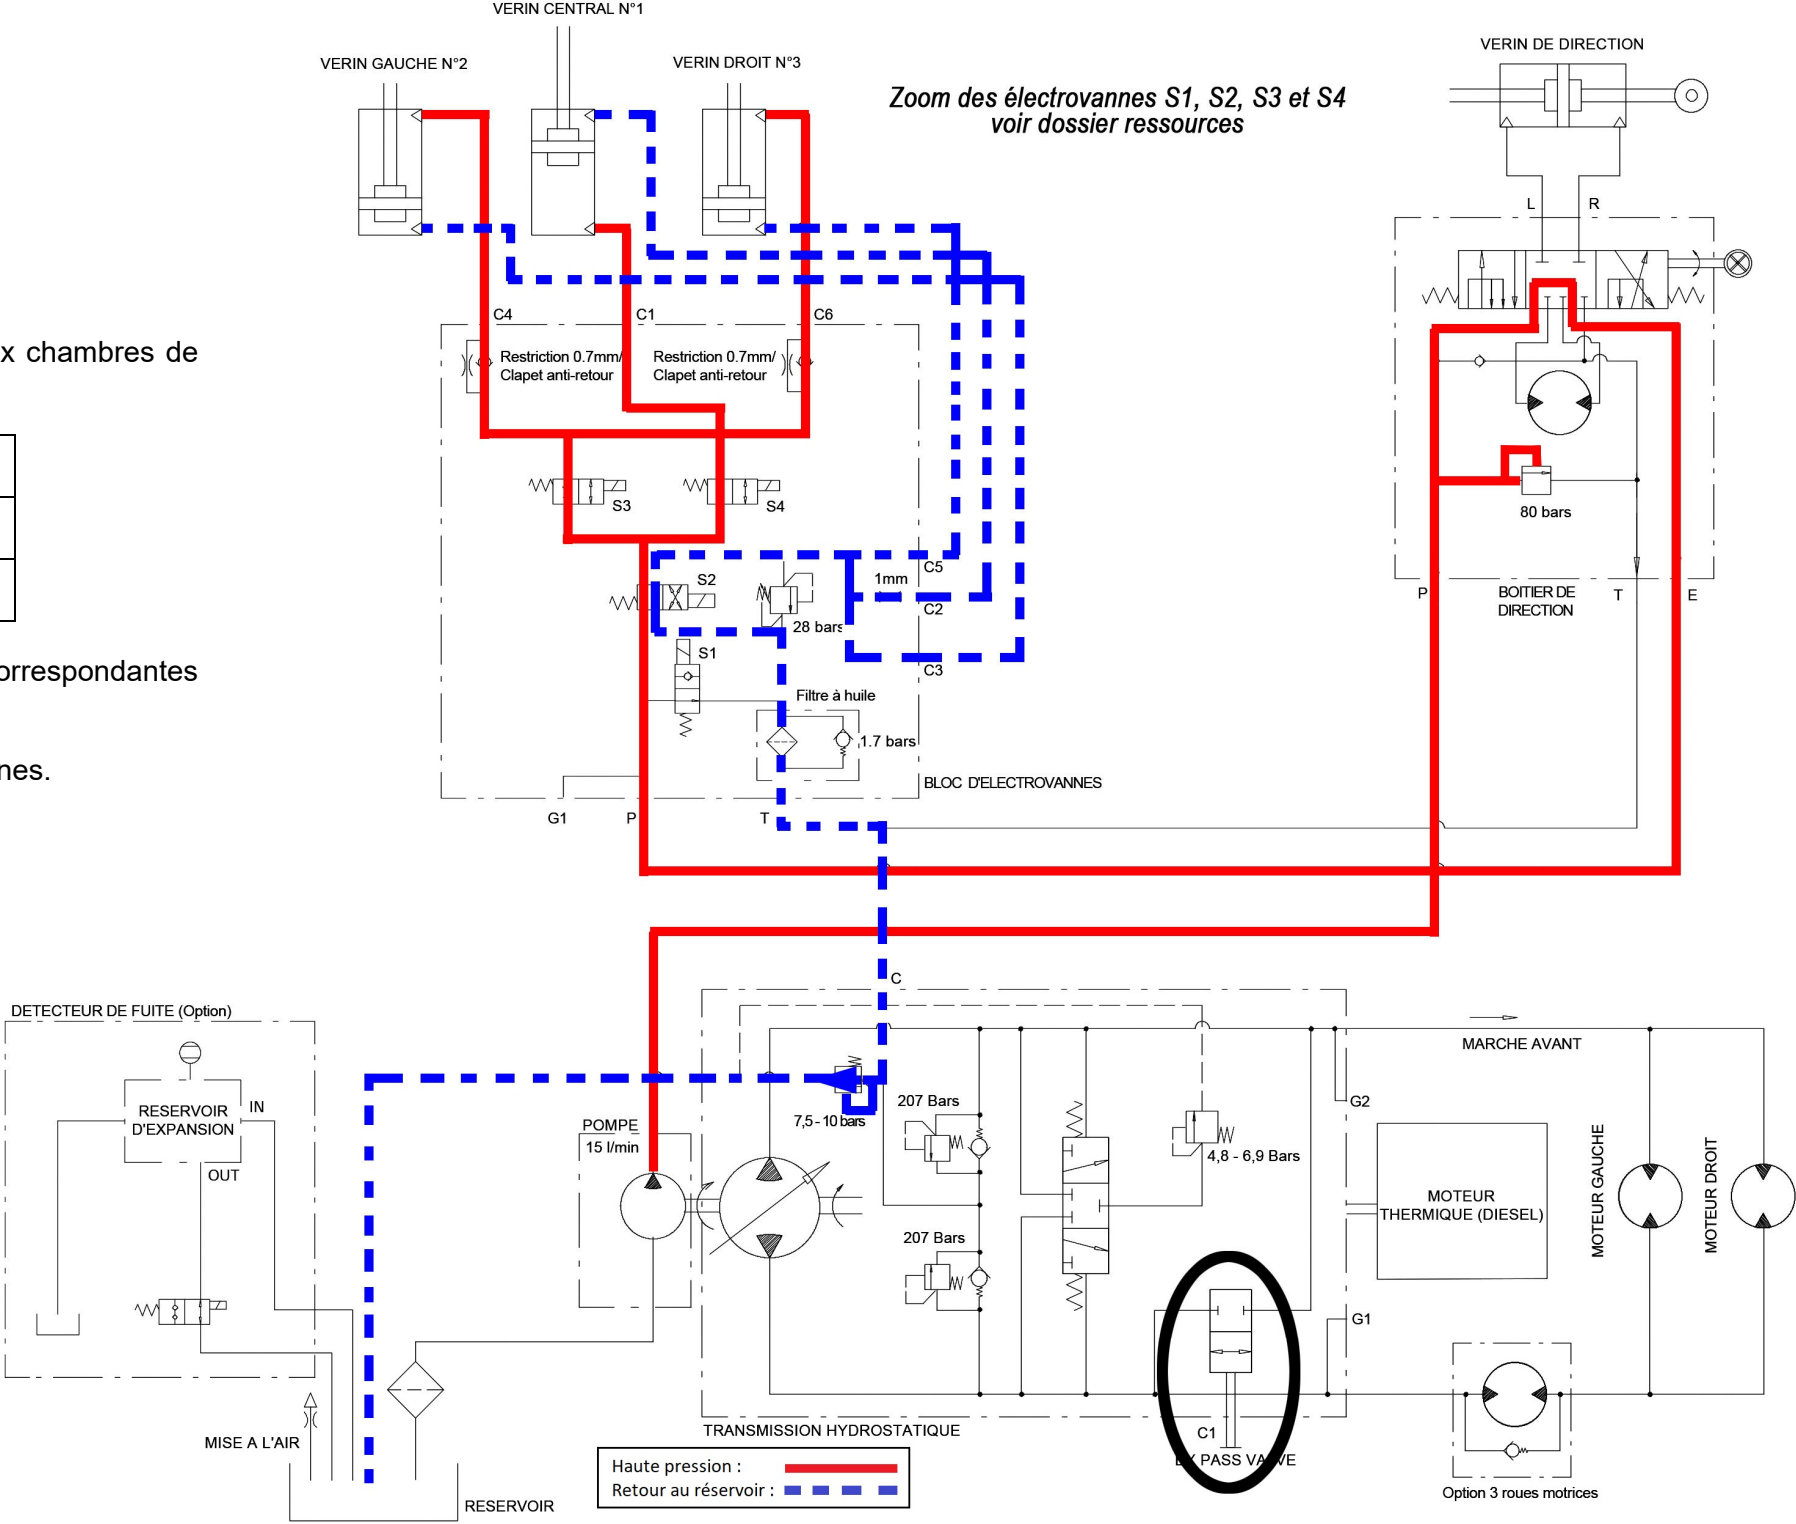 VERIN CENTRAL N°1
VERIN GAUCHE N°2
VERIN DROIT N°3
VERIN DE DIRECTION
Zoom des électrovannes S1, S2, S3 et S4
voir dossier ressources
L
R
C4
C1
C6
x chambres de
Restriction 0.7mm/
Clapet anti-retour
Restriction 0.7mm/
Clapet anti-retour
S3
S4
80 bars
C5
1mm
S2
C2
28 bars
P
BOITIER DE
DIRECTION
T
E
S1
C3
orrespondantes
Filtre à huile
1.7 bars
nes.
BLOC D'ELECTROVANNES
G1
P
T
C
DETECTEUR DE FUITE (Option)
MARCHE AVANT
RESERVOIR
D'EXPANSION
IN
OUT
POMPE
15 l/min
7,5 - 10 bars
207 Bars
G2
4,8 - 6,9 Bars
MOTEUR GAUCHE
MOTEUR DROIT
MOTEUR
THERMIQUE (DIESEL)
207 Bars
G1
MISE A L'AIR
TRANSMISSION HYDROSTATIQUE
C1
BY PASS VALVE
Haute pression :
Retour au réservoir :
RESERVOIR
Option 3 roues motrices